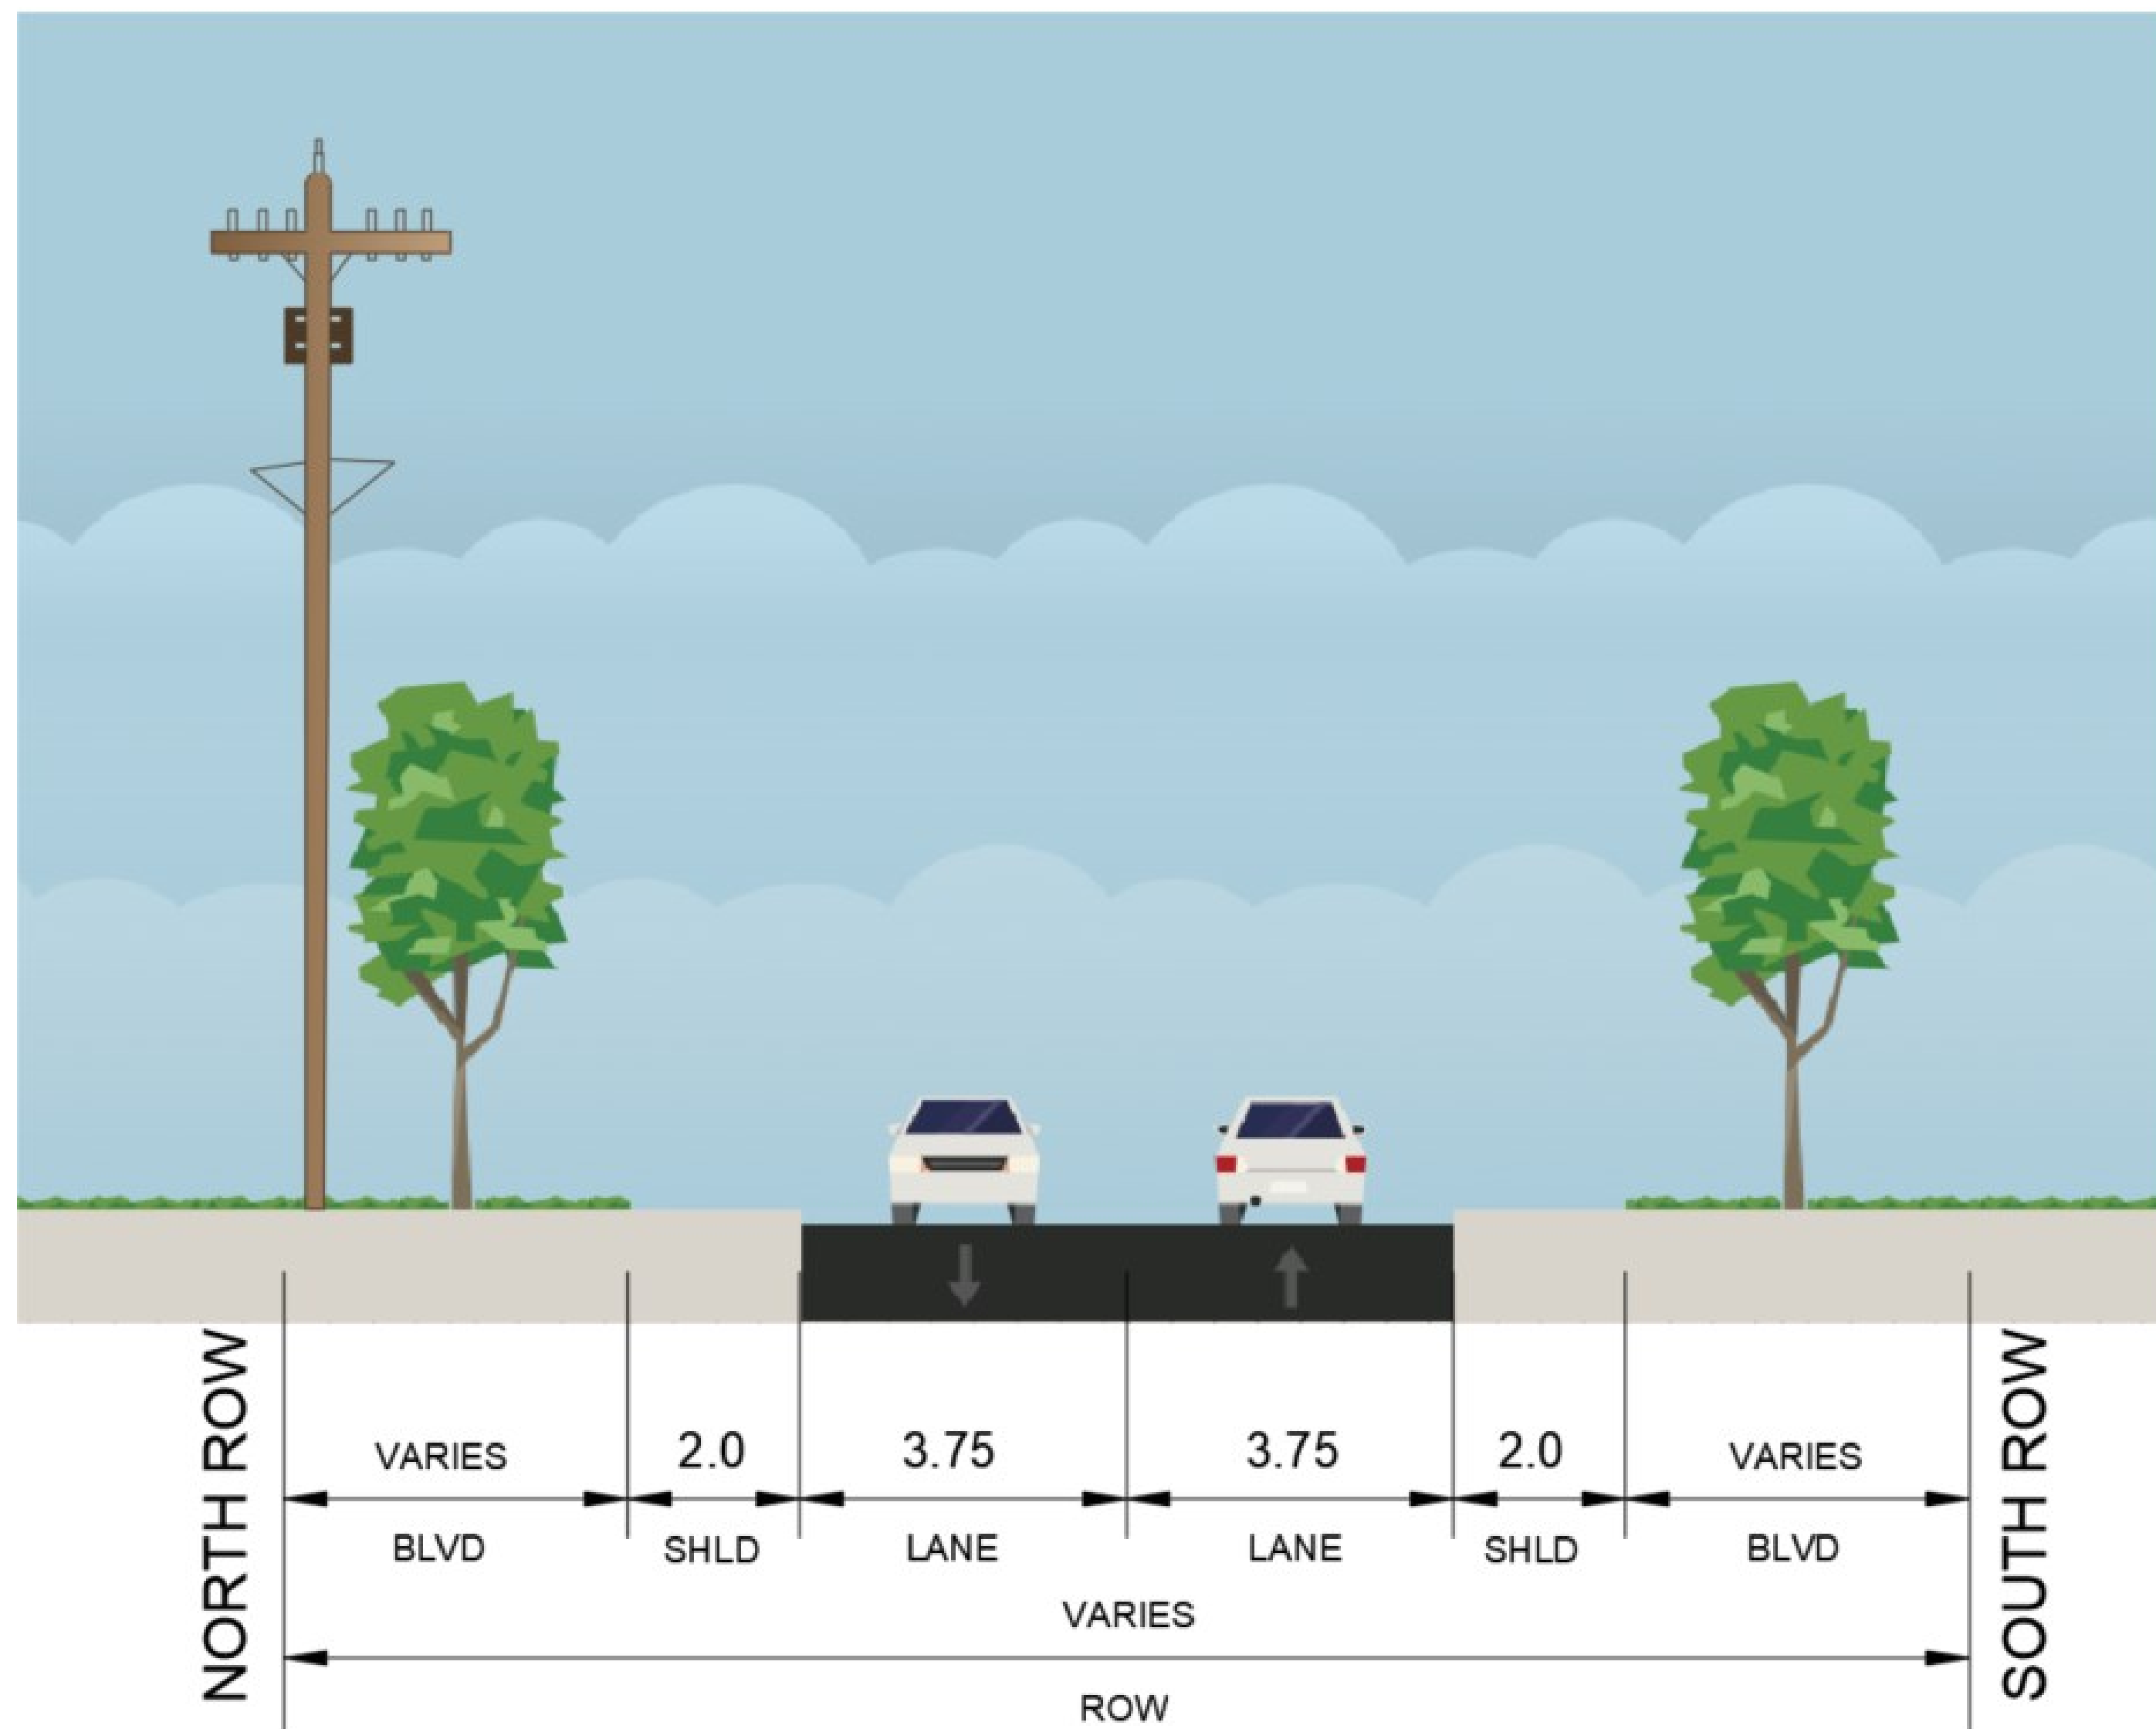 NORTH ROW
VARIES
2.0
3.75
3.75
2.0
VARIES
BLVD
SHLD
LANE
LANE
SHLD
BLVD
VARIES
ROW
SOUTH ROW